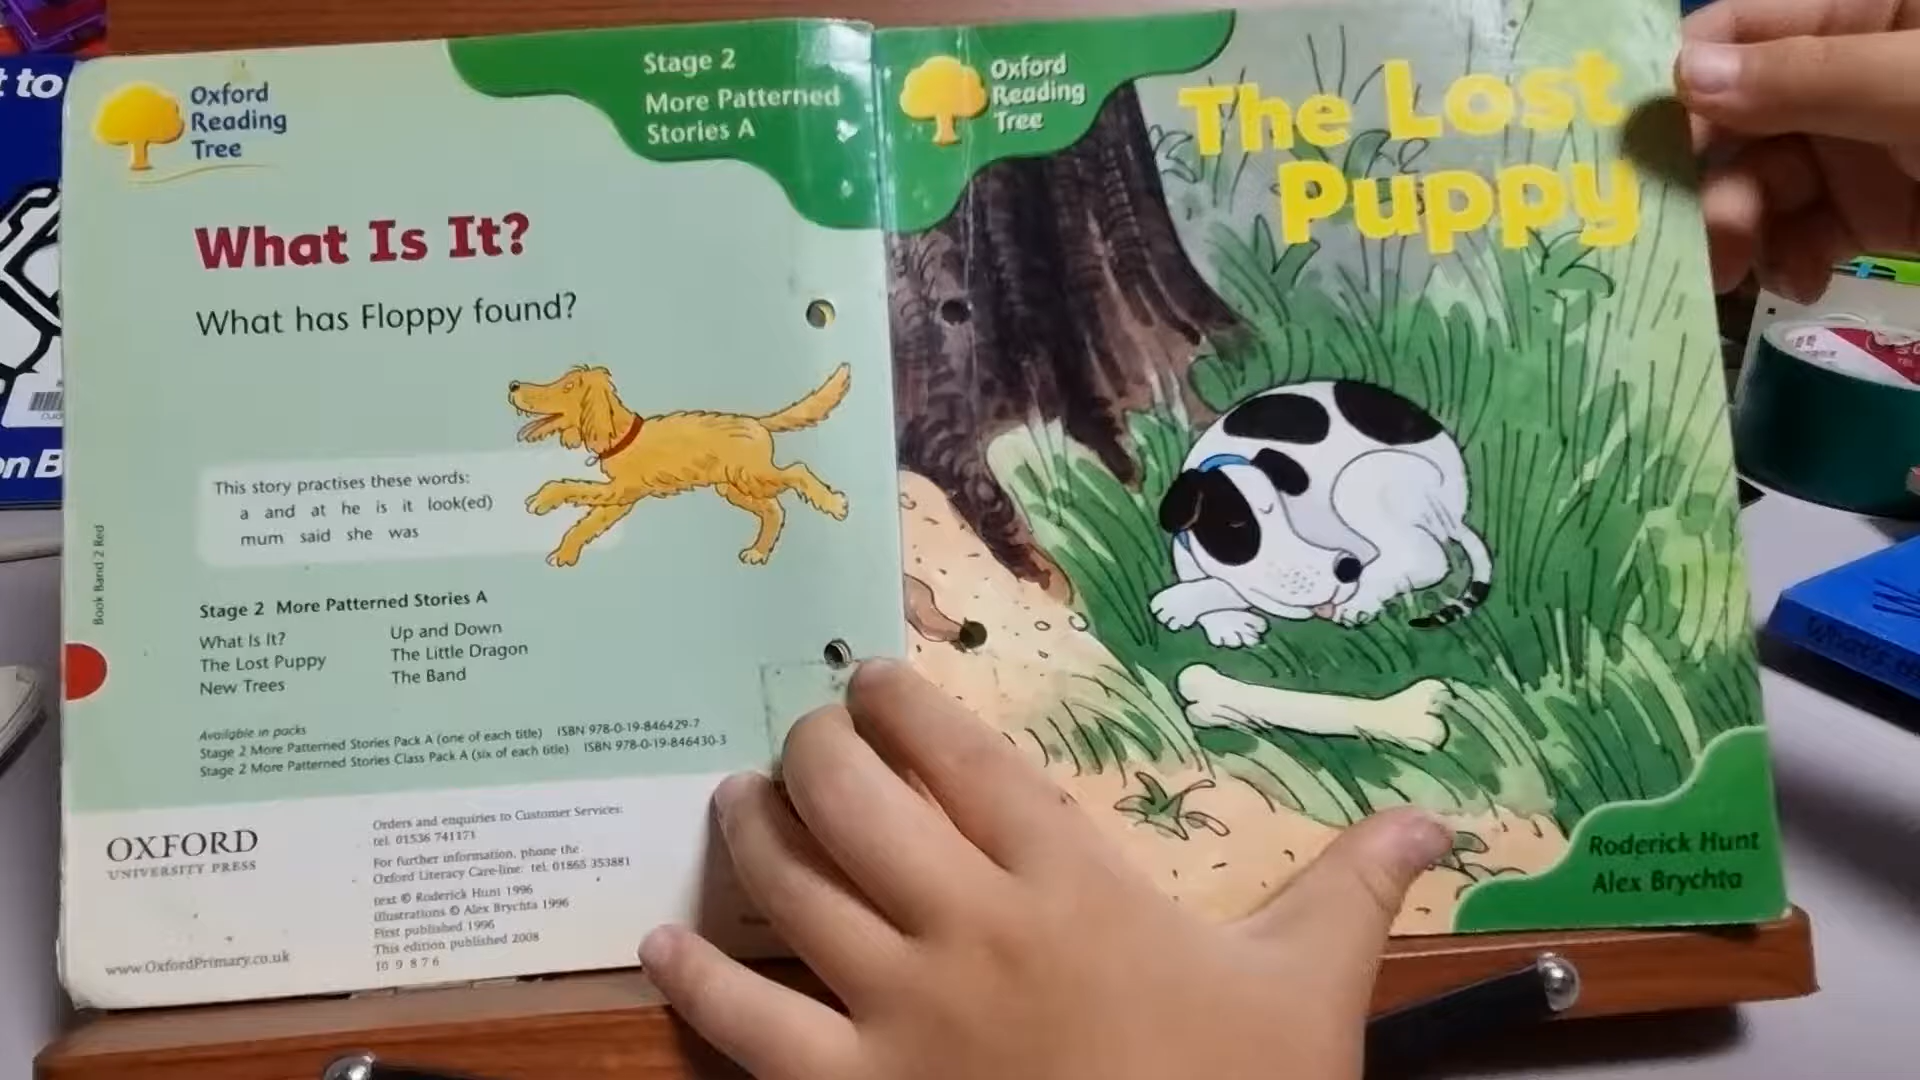 Oxford
Reading
Tree
Stage 2
More Patterned
Stories A
What Is It?
What has Floppy found?
This story practises these words:
a and at he is it look(ed)
mum said she was
Book Band 2 Red
Stage 2 More Patterned Stories A
What Is It?
The Lost Puppy
New Trees
Up and Down
The Little Dragon
The Band
Available in packs
Stage 2 More Patterned Stories Pack A (one of each title) ISBN 978-0-19-846429-7
Stage 2 More Patterned Stories Class Pack A (six of each title) ISBN 978-0-19-846430-3
OXFORD
UNIVERSITY PRESS
www.OxfordPrimary.co.uk
Orders and enquiries to Customer Services:
tel. 01536 741171
For further information, phone the
Oxford Literacy Care-line: tel. 01865 353881
text © Roderick Hunt 1996
illustrations © Alex Brychta 1996
First published 1996
This edition published 2008
10 9 8 7 6
Oxford
Reading
Tree
The Lost
Puppy
Roderick Hunt
Alex Brychta
t to
on B
What's